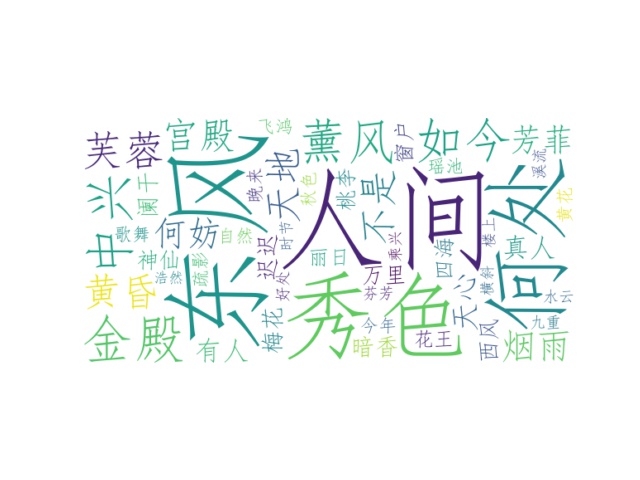 人间
东风
何处
秀色
金殿
中兴
薰风
如今
芙蓉
宫殿
黄昏
天地
不是
烟雨
芳菲
何妨
天心
迟迟
梅花
暗香
万里
西风
真人
有人
神仙
花王
四海
桃李
窗户
丽日
阑干
歌舞
自然
浩然
疏影
飞鸿
晚来
秋色
时节
好处
芬芳
今年
乘兴
瑶池
楼上
横斜
溪流
黄花
水云
九重